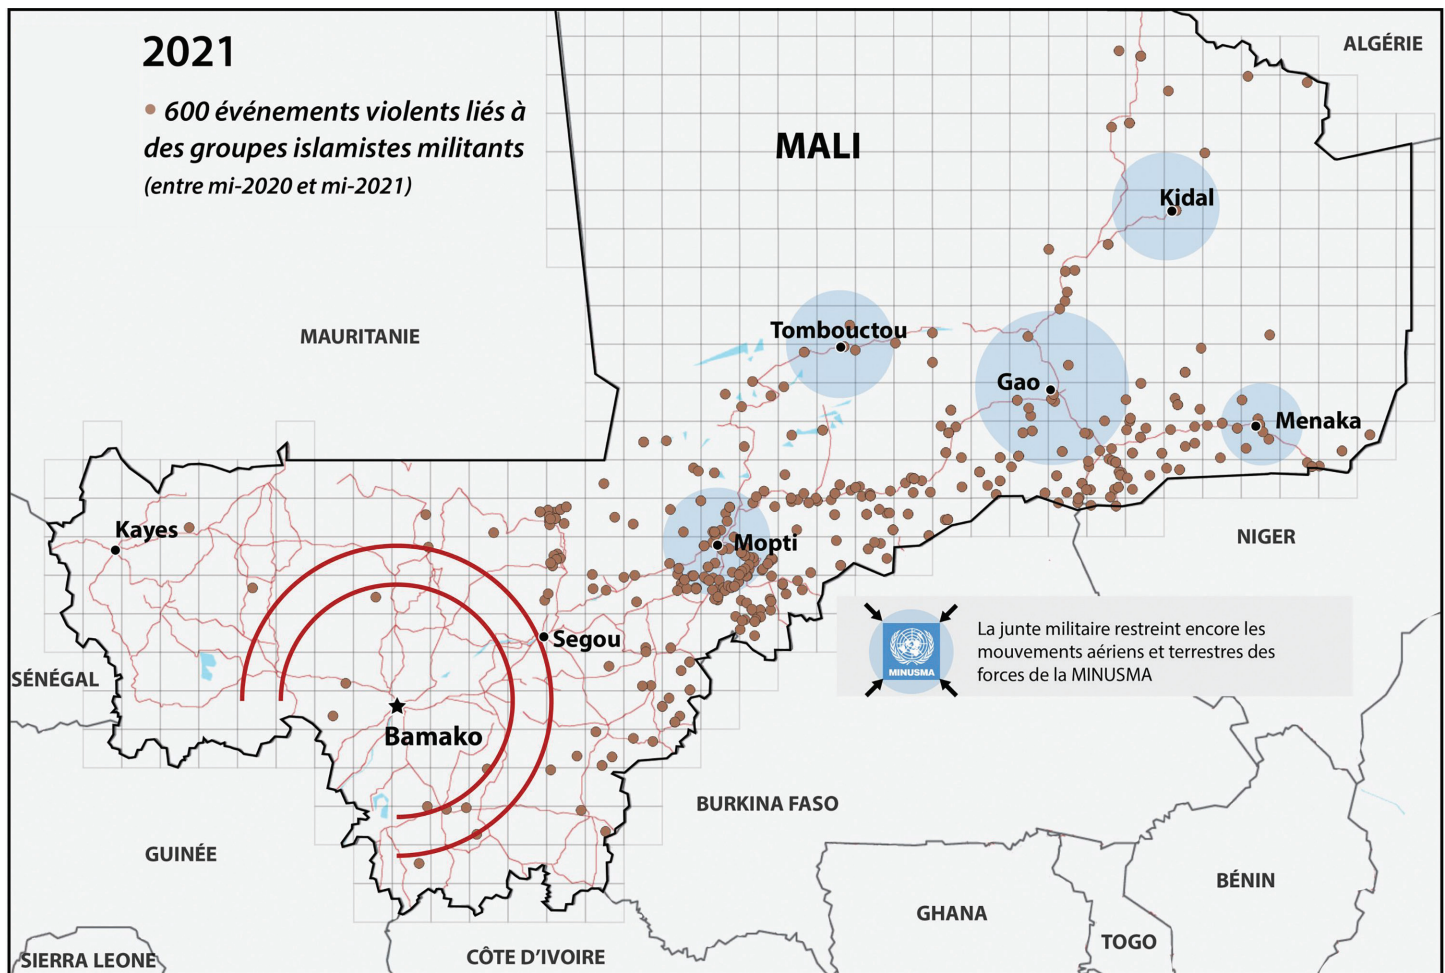 2021
600 événements violents liés à
des groupes islamistes militants
(entre mi-2020 et mi-2021)
ALGÉRIE
MALI
Kidal
MAURITANIE
Tombouctou
Gao
Menaka
Kayes
Mopti
NIGER
Segou
La junte militaire restreint encore les
mouvements aériens et terrestres des
forces de la MINUSMA
MINUSMA
SÉNÉGAL
Bamako
BURKINA FASO
GUINÉE
BÉNIN
GHANA
TOGO
CÔTE D’IVOIRE
SIERRA LEONE